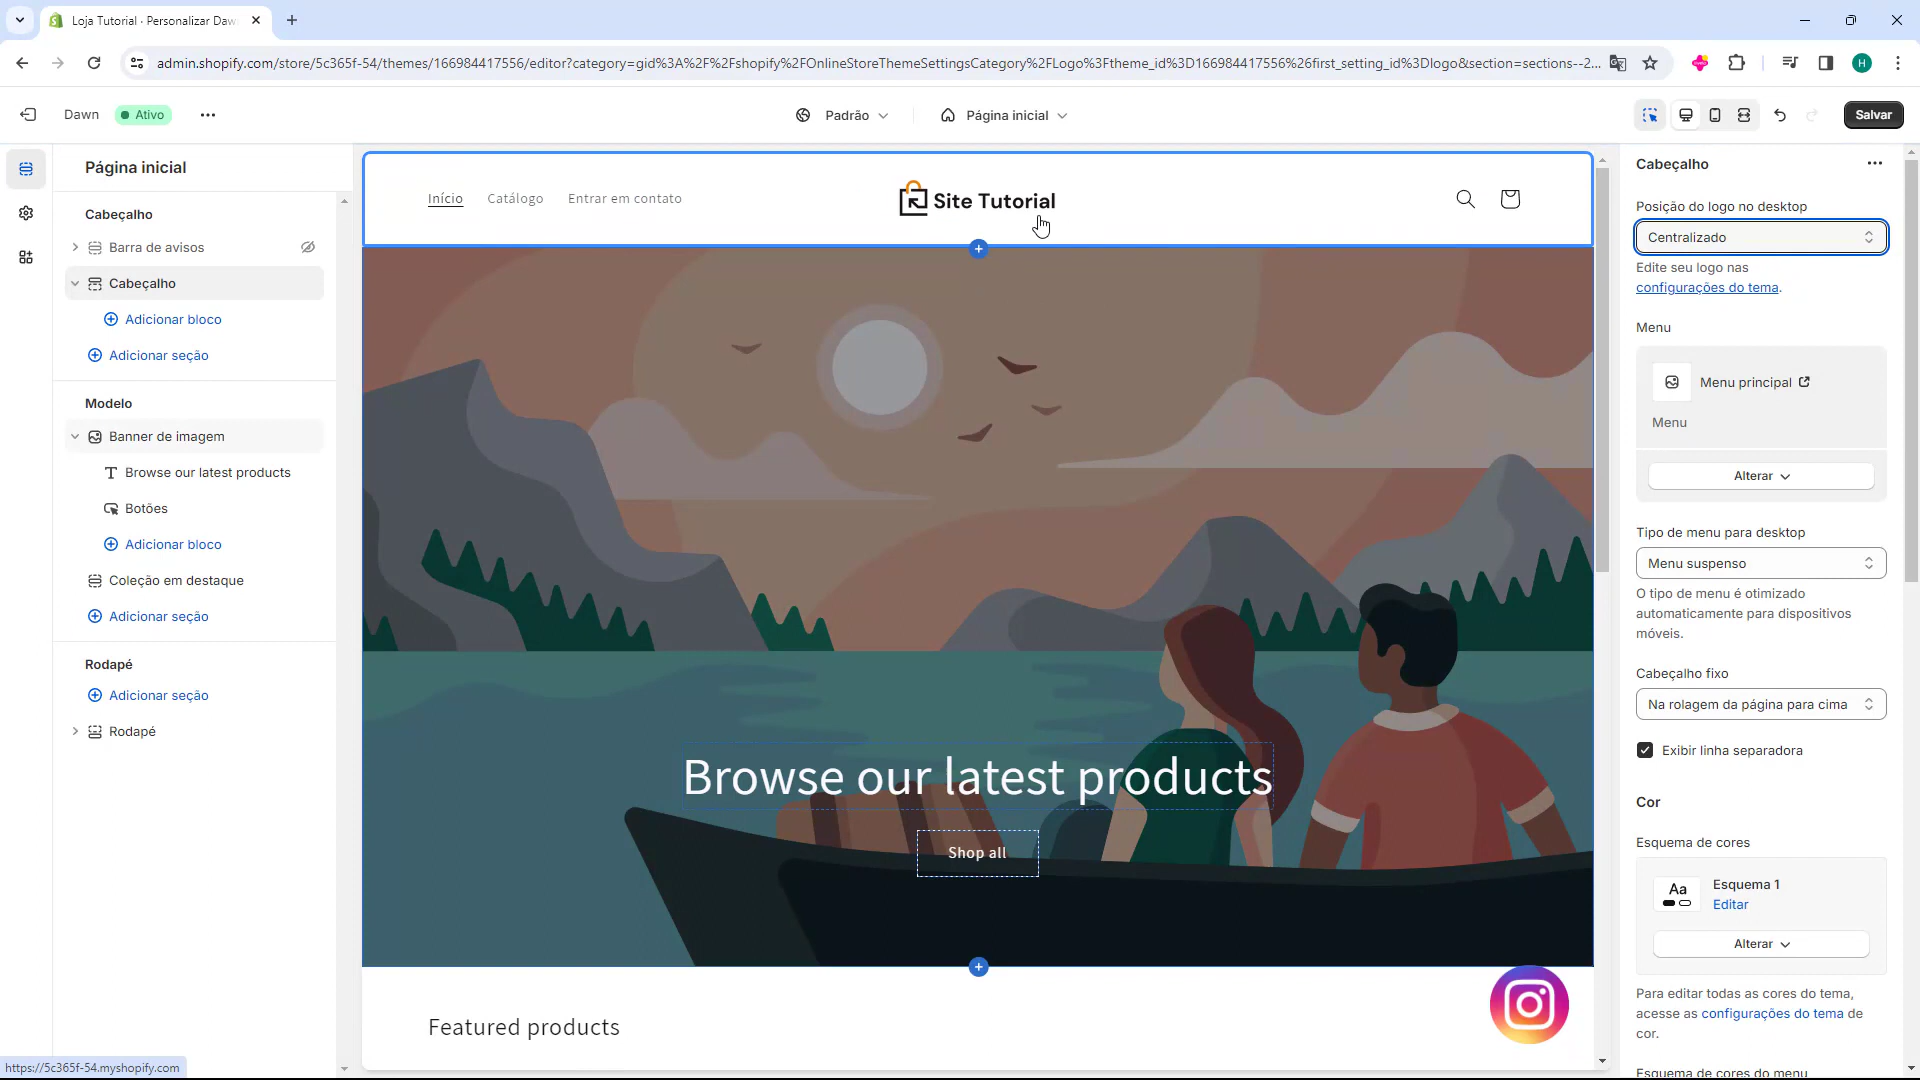 Loja Tutorial · Personalizar Daw
admin.shopify.com/store/5c365f-54/themes/166984417556/editor?category=gid%3A%2F%2Fshopify%2FOnlineStoreThemeSettingsCategory%2FLogo%3Ftheme_id%3D166984417556%26first_setting_id%3Dlogo&section=sections--2...
H
Dawn
Ativo
Padrão
Página inicial
Salvar
Página inicial
Cabeçalho
Barra de avisos
Cabeçalho
Adicionar bloco
Adicionar seção
Modelo
Banner de imagem
Browse our latest products
Botões
Adicionar bloco
Coleção em destaque
Adicionar seção
Rodapé
Adicionar seção
Rodapé
https://5c365f-54.myshopify.com
Início
Catálogo
Entrar em contato
Site Tutorial
Browse our latest products
Shop all
Featured products
Cabeçalho
Posição do logo no desktop
Centralizado
Edite seu logo nas
configurações do tema.
Menu
Menu principal
Menu
Alterar
Tipo de menu para desktop
Menu suspenso
O tipo de menu é otimizado
automaticamente para dispositivos
móveis.
Cabeçalho fixo
Na rolagem da página para cima
Exibir linha separadora
Cor
Esquema de cores
Aa
Esquema 1
Editar
Alterar
Para editar todas as cores do tema,
acesse as configurações do tema de
cor.
Esquema de cores do menu